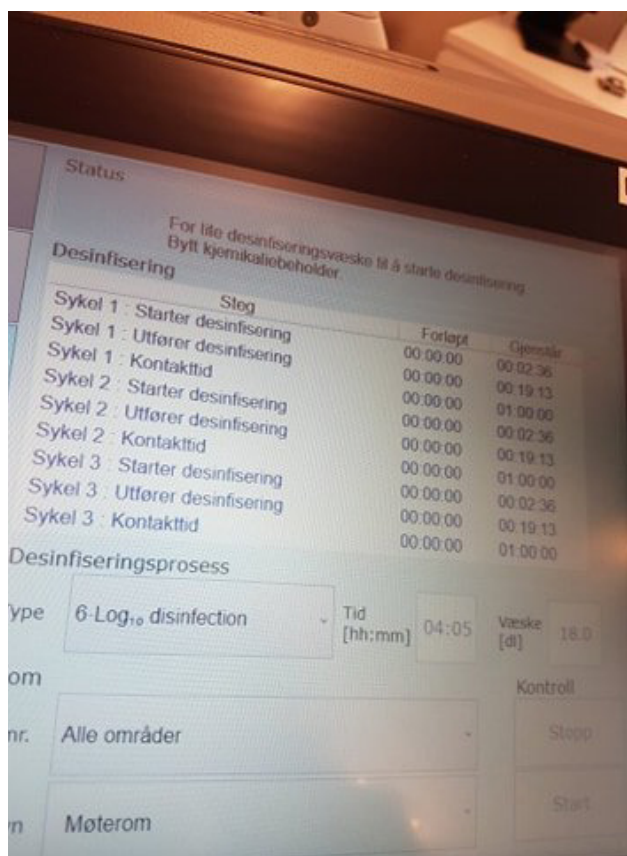 Status
For lite desinfiseringsvæske til å starte desinfisering.
Bytt kjemikaliebeholder.
Desinfisering
Steg Forløpt Gjenstår
Sykel 1 : Starter desinfisering 00:00:00 00:02:36
Sykel 1 : Utfører desinfisering 00:00:00 00:19:13
Sykel 1 : Kontakttid 00:00:00 01:00:00
Sykel 2 : Starter desinfisering 00:00:00 00:02:36
Sykel 2 : Utfører desinfisering 00:00:00 00:19:13
Sykel 2 : Kontakttid 00:00:00 01:00:00
Sykel 3 : Starter desinfisering 00:00:00 00:02:36
Sykel 3 : Utfører desinfisering 00:00:00 00:19:13
Sykel 3 : Kontakttid 00:00:00 01:00:00
Desinfiseringsprosess
ype 6-Log₁₀ disinfection Tid [hh:mm] 04:05 Væske [dl] 18.0
om Kontroll
nr. Alle områder Stopp
vn Møterom Start